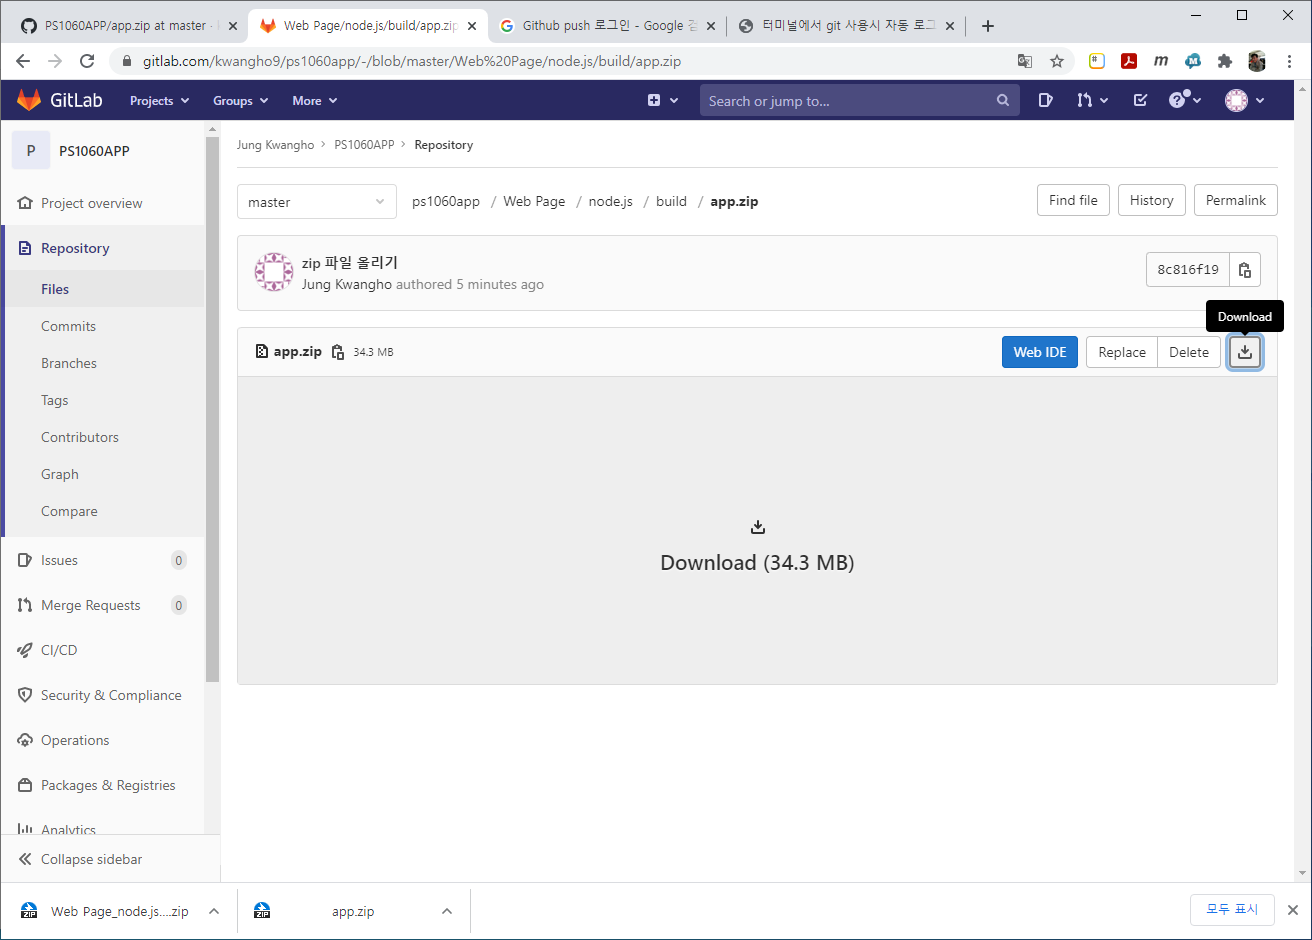 PS1060APP/app.zip at master ·
Web Page/node.js/build/app.zip
Github push 로그인 - Google 검
터미널에서 git 사용시 자동 로그
gitlab.com/kwangho9/ps1060app/-/blob/master/Web%20Page/node.js/build/app.zip
GitLab Projects Groups More Search or jump to...
P PS1060APP
Project overview
Repository
Files
Commits
Branches
Tags
Contributors
Graph
Compare
Issues 0
Merge Requests 0
CI/CD
Security & Compliance
Operations
Packages & Registries
Analytics
Collapse sidebar
Jung Kwangho > PS1060APP > Repository
master ps1060app / Web Page / node.js / build / app.zip Find file History Permalink
zip 파일 올리기
Jung Kwangho authored 5 minutes ago
8c816f19
Download
app.zip 34.3 MB Web IDE Replace Delete
Download (34.3 MB)
Web Page_node.js....zip app.zip 모두 표시